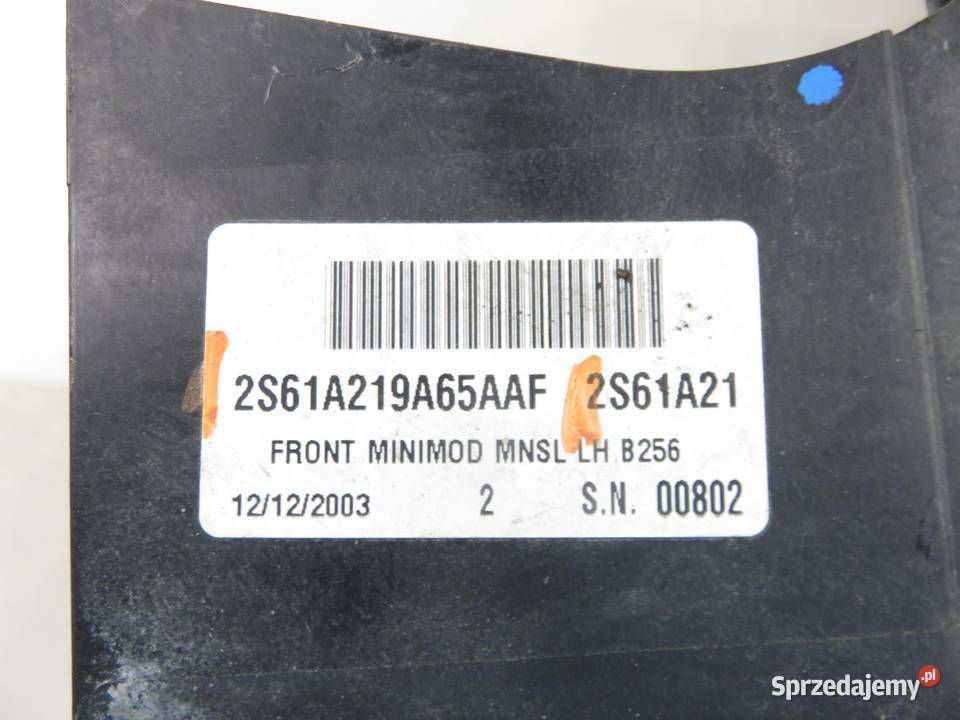 2S61A219A65AAF 2S61A21
FRONT MINIMOD MNSL LH B256
12/12/2003 2 S.N. 00802
Sprzedajemy.pl